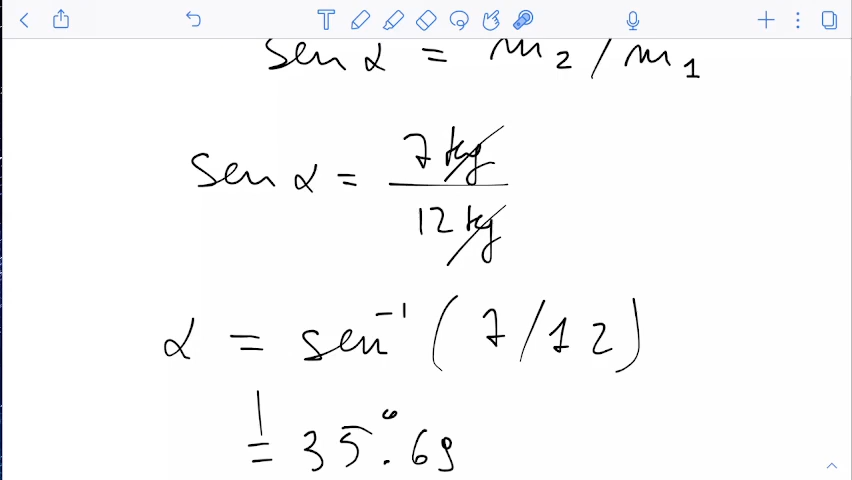 sen α = m₂ / m₁
sen α = 7 kg / 12 kg
α = sen⁻¹ (7/12)
= 35°.69